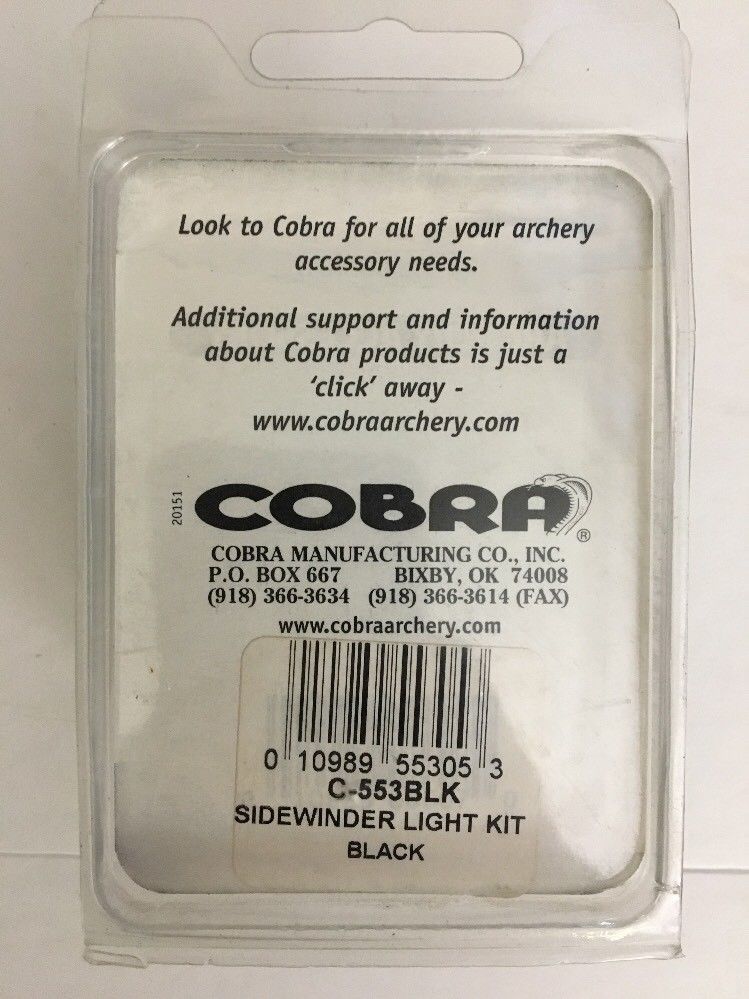 Look to Cobra for all of your archery
accessory needs.
Additional support and information
about Cobra products is just a
‘click’ away -
www.cobraarchery.com
20151
COBRA®
COBRA MANUFACTURING CO., INC.
P.O. BOX 667 BIXBY, OK 74008
(918) 366-3634 (918) 366-3614 (FAX)
www.cobraarchery.com
0 10989 55305 3
C-553BLK
SIDEWINDER LIGHT KIT
BLACK